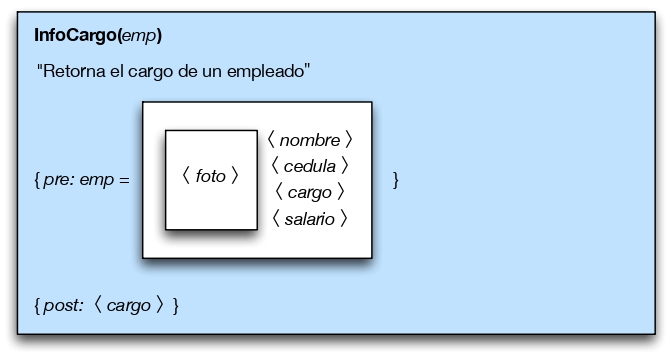 InfoCargo(emp)
"Retorna el cargo de un empleado"
〈 nombre 〉
〈 cedula 〉
{ pre: emp = 〈 foto 〉 }
〈 cargo 〉
〈 salario 〉
{ post: 〈 cargo 〉 }